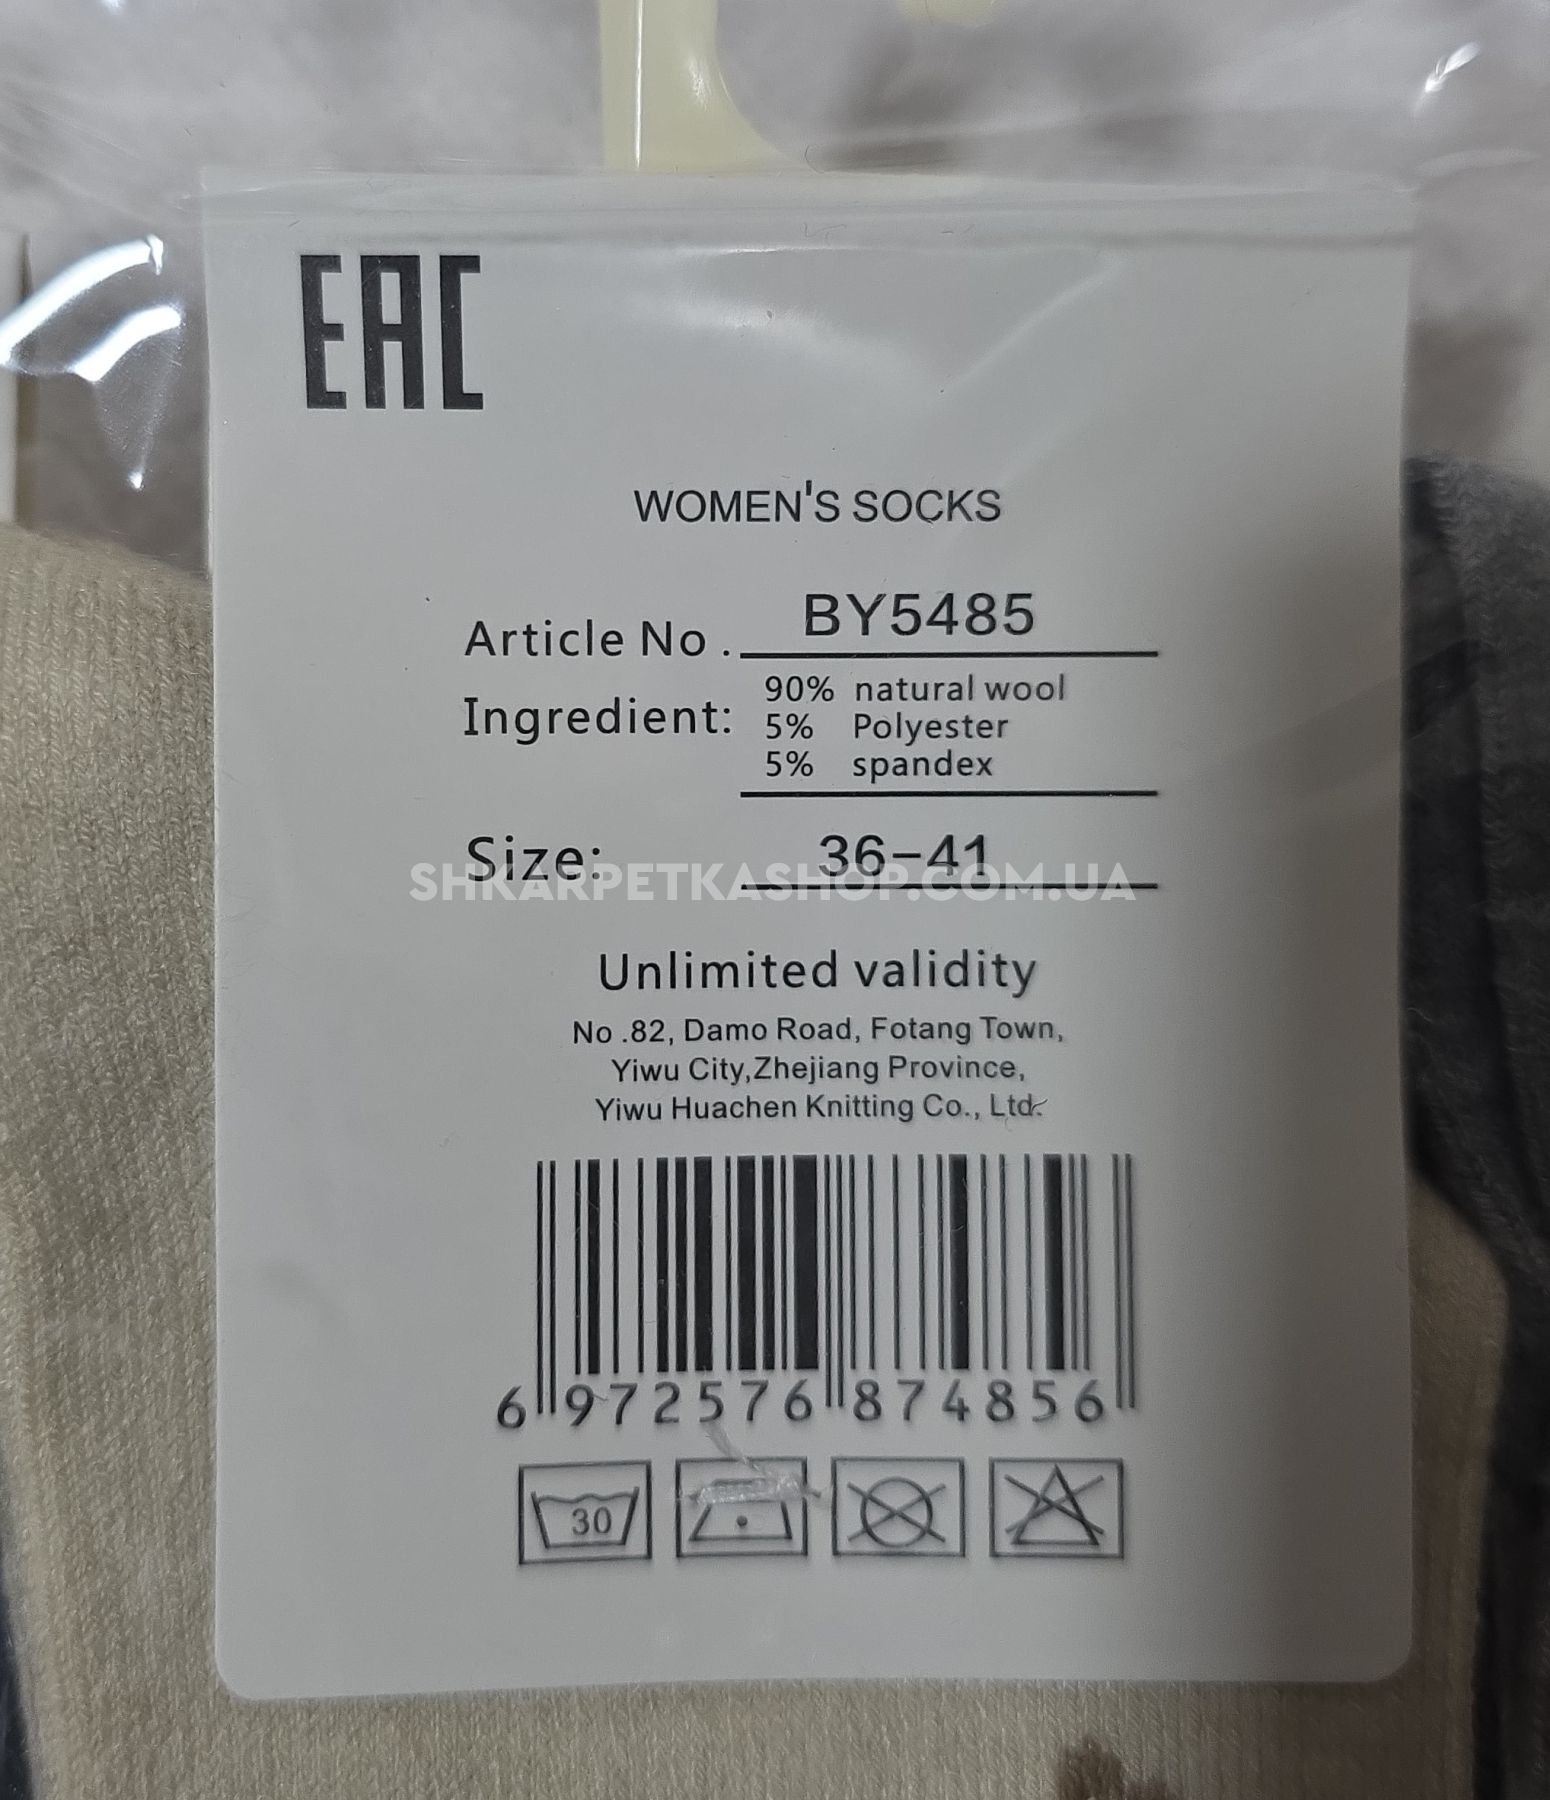 EAC
WOMEN'S SOCKS
Article No . BY5485
Ingredient: 90% natural wool
5% Polyester
5% spandex
Size: 36-41
SHKARPETKASHOP.COM.UA
Unlimited validity
No .82, Damo Road, Fotang Town,
Yiwu City,Zhejiang Province,
Yiwu Huachen Knitting Co., Ltd.
6 972576 874856
30